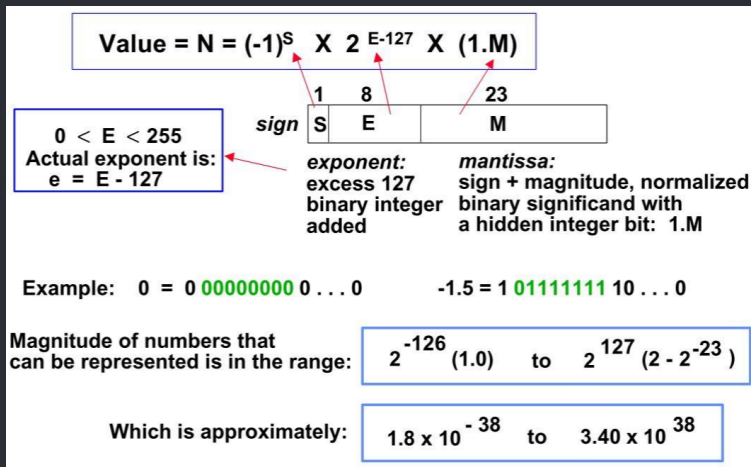 Value = N = (-1)^S X 2^E-127 X (1.M)
1 8 23
sign S E M
0 < E < 255
Actual exponent is:
e = E - 127
exponent:
excess 127
binary integer
added
mantissa:
sign + magnitude, normalized
binary significand with
a hidden integer bit: 1.M
Example: 0 = 0 00000000 0 . . . 0 -1.5 = 1 01111111 10 . . . 0
Magnitude of numbers that
can be represented is in the range:
2^-126 (1.0) to 2^127 (2 - 2^-23 )
Which is approximately:
1.8 x 10^- 38 to 3.40 x 10^38